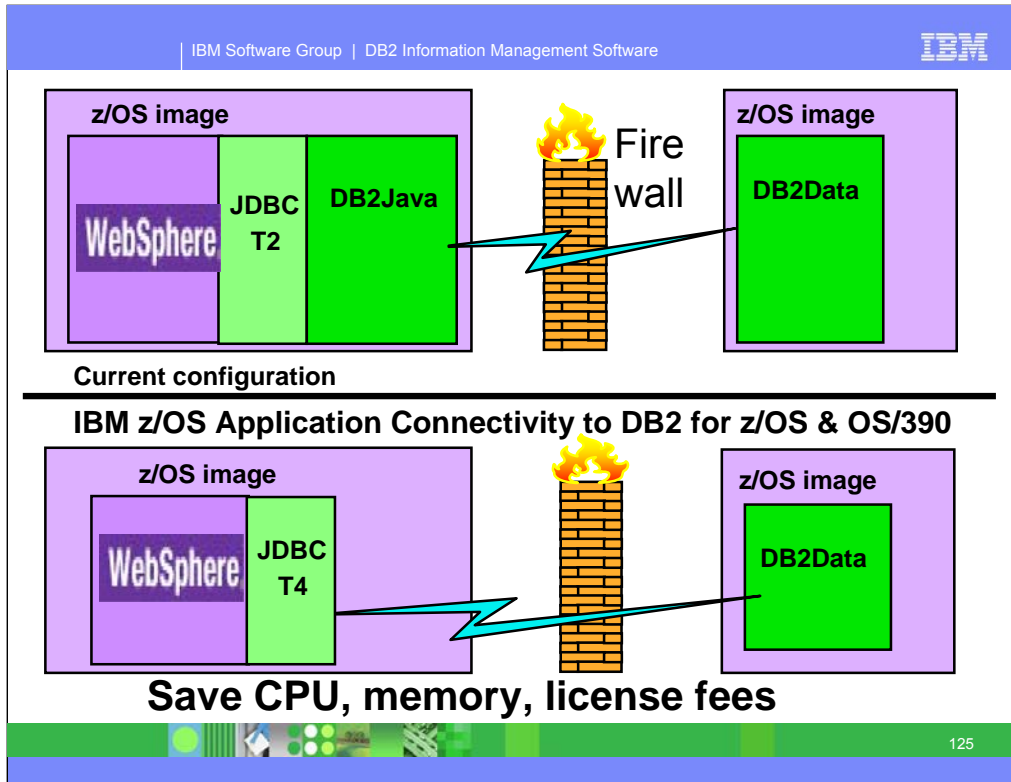 IBM Software Group | DB2 Information Management Software
IBM
z/OS image
WebSphere
JDBC
T2
DB2Java
Fire
wall
z/OS image
DB2Data
Current configuration
IBM z/OS Application Connectivity to DB2 for z/OS & OS/390
z/OS image
WebSphere
JDBC
T4
z/OS image
DB2Data
Save CPU, memory, license fees
125